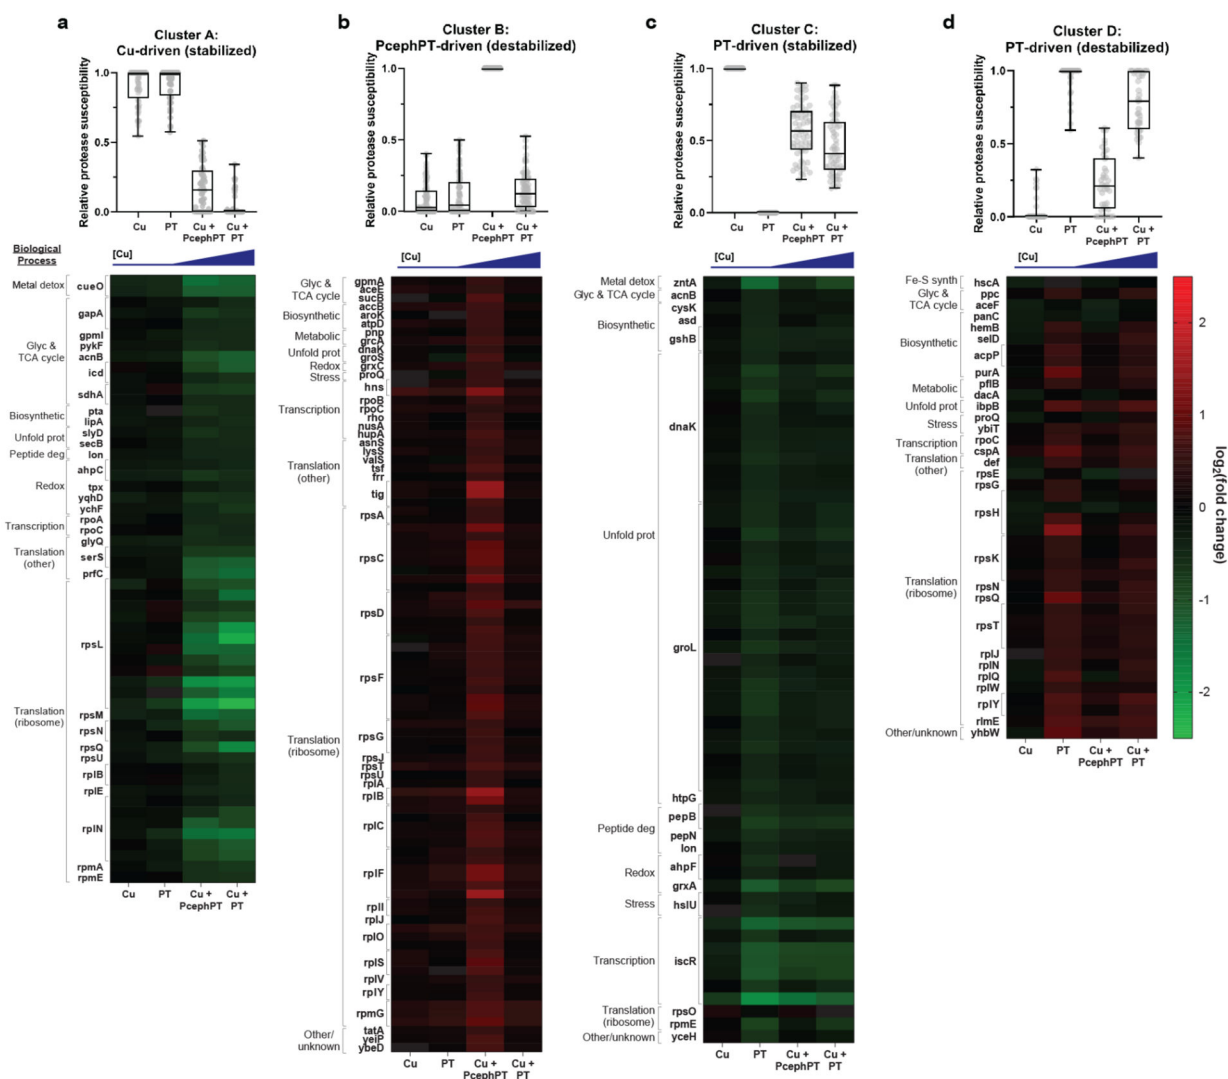 a
Cluster A:
Cu-driven (stabilized)
Relative protease susceptibility
1.0
0.5
0.0
Cu
PT
Cu +
PcephPT
Cu +
PT
Biological
Process
[Cu]
Metal detox
cueO
Glyc &
TCA cycle
gapA
gpmI
pykF
acnB
icd
sdhA
Biosynthetic
pta
lipA
Unfold prot
slyD
secB
Peptide deg
lon
Redox
ahpC
tpx
yqhD
ychF
Transcription
rpoA
rpoC
Translation
(other)
glyQ
serS
prfC
Translation
(ribosome)
rpsL
rpsM
rpsN
rpsQ
rpsU
rplB
rplE
rplN
rpmA
rpmE
Cu
PT
Cu +
PcephPT
Cu +
PT
b
Cluster B:
PcephPT-driven (destabilized)
Relative protease susceptibility
1.0
0.5
0.0
Cu
PT
Cu +
PcephPT
Cu +
PT
[Cu]
Glyc &
TCA cycle
gpmA
aceE
sucB
Biosynthetic
accB
aroK
atpD
Metabolic
pnp
grcA
Unfold prot
dnaK
groS
Redox
grxC
Stress
proQ
Transcription
hns
rpoB
rpoC
rho
nusA
hupA
Translation
(other)
asnS
lysS
valS
tsf
frr
tig
Translation
(ribosome)
rpsA
rpsC
rpsD
rpsF
rpsG
rpsJ
rpsT
rpsU
rplA
rplB
rplC
rplF
rplI
rplJ
rplO
rplS
rplV
rplY
rpmG
Other/
unknown
tatA
yeiP
ybeD
Cu
PT
Cu +
PcephPT
Cu +
PT
c
Cluster C:
PT-driven (stabilized)
Relative protease susceptibility
1.0
0.5
0.0
Cu
PT
Cu +
PcephPT
Cu +
PT
[Cu]
Metal detox
zntA
Glyc & TCA cycle
acnB
Biosynthetic
cysK
asd
gshB
Unfold prot
dnaK
groL
htpG
Peptide deg
pepB
pepN
lon
Redox
ahpF
grxA
Stress
hslU
Transcription
iscR
Translation
(ribosome)
rpsO
rpmE
Other/unknown
yceH
Cu
PT
Cu +
PcephPT
Cu +
PT
d
Cluster D:
PT-driven (destabilized)
Relative protease susceptibility
1.0
0.5
0.0
Cu
PT
Cu +
PcephPT
Cu +
PT
[Cu]
Fe-S synth
hscA
Glyc &
TCA cycle
ppc
aceF
Biosynthetic
panC
hemB
selD
acpP
purA
Metabolic
pflB
dacA
Unfold prot
ibpB
Stress
proQ
ybiT
Transcription
rpoC
cspA
Translation
(other)
def
Translation
(ribosome)
rpsE
rpsG
rpsH
rpsK
rpsN
rpsQ
rpsT
rplJ
rplN
rplQ
rplW
rplY
rlmE
Other/unknown
yhbW
Cu
PT
Cu +
PcephPT
Cu +
PT
2
1
0
-1
-2
log2(fold change)